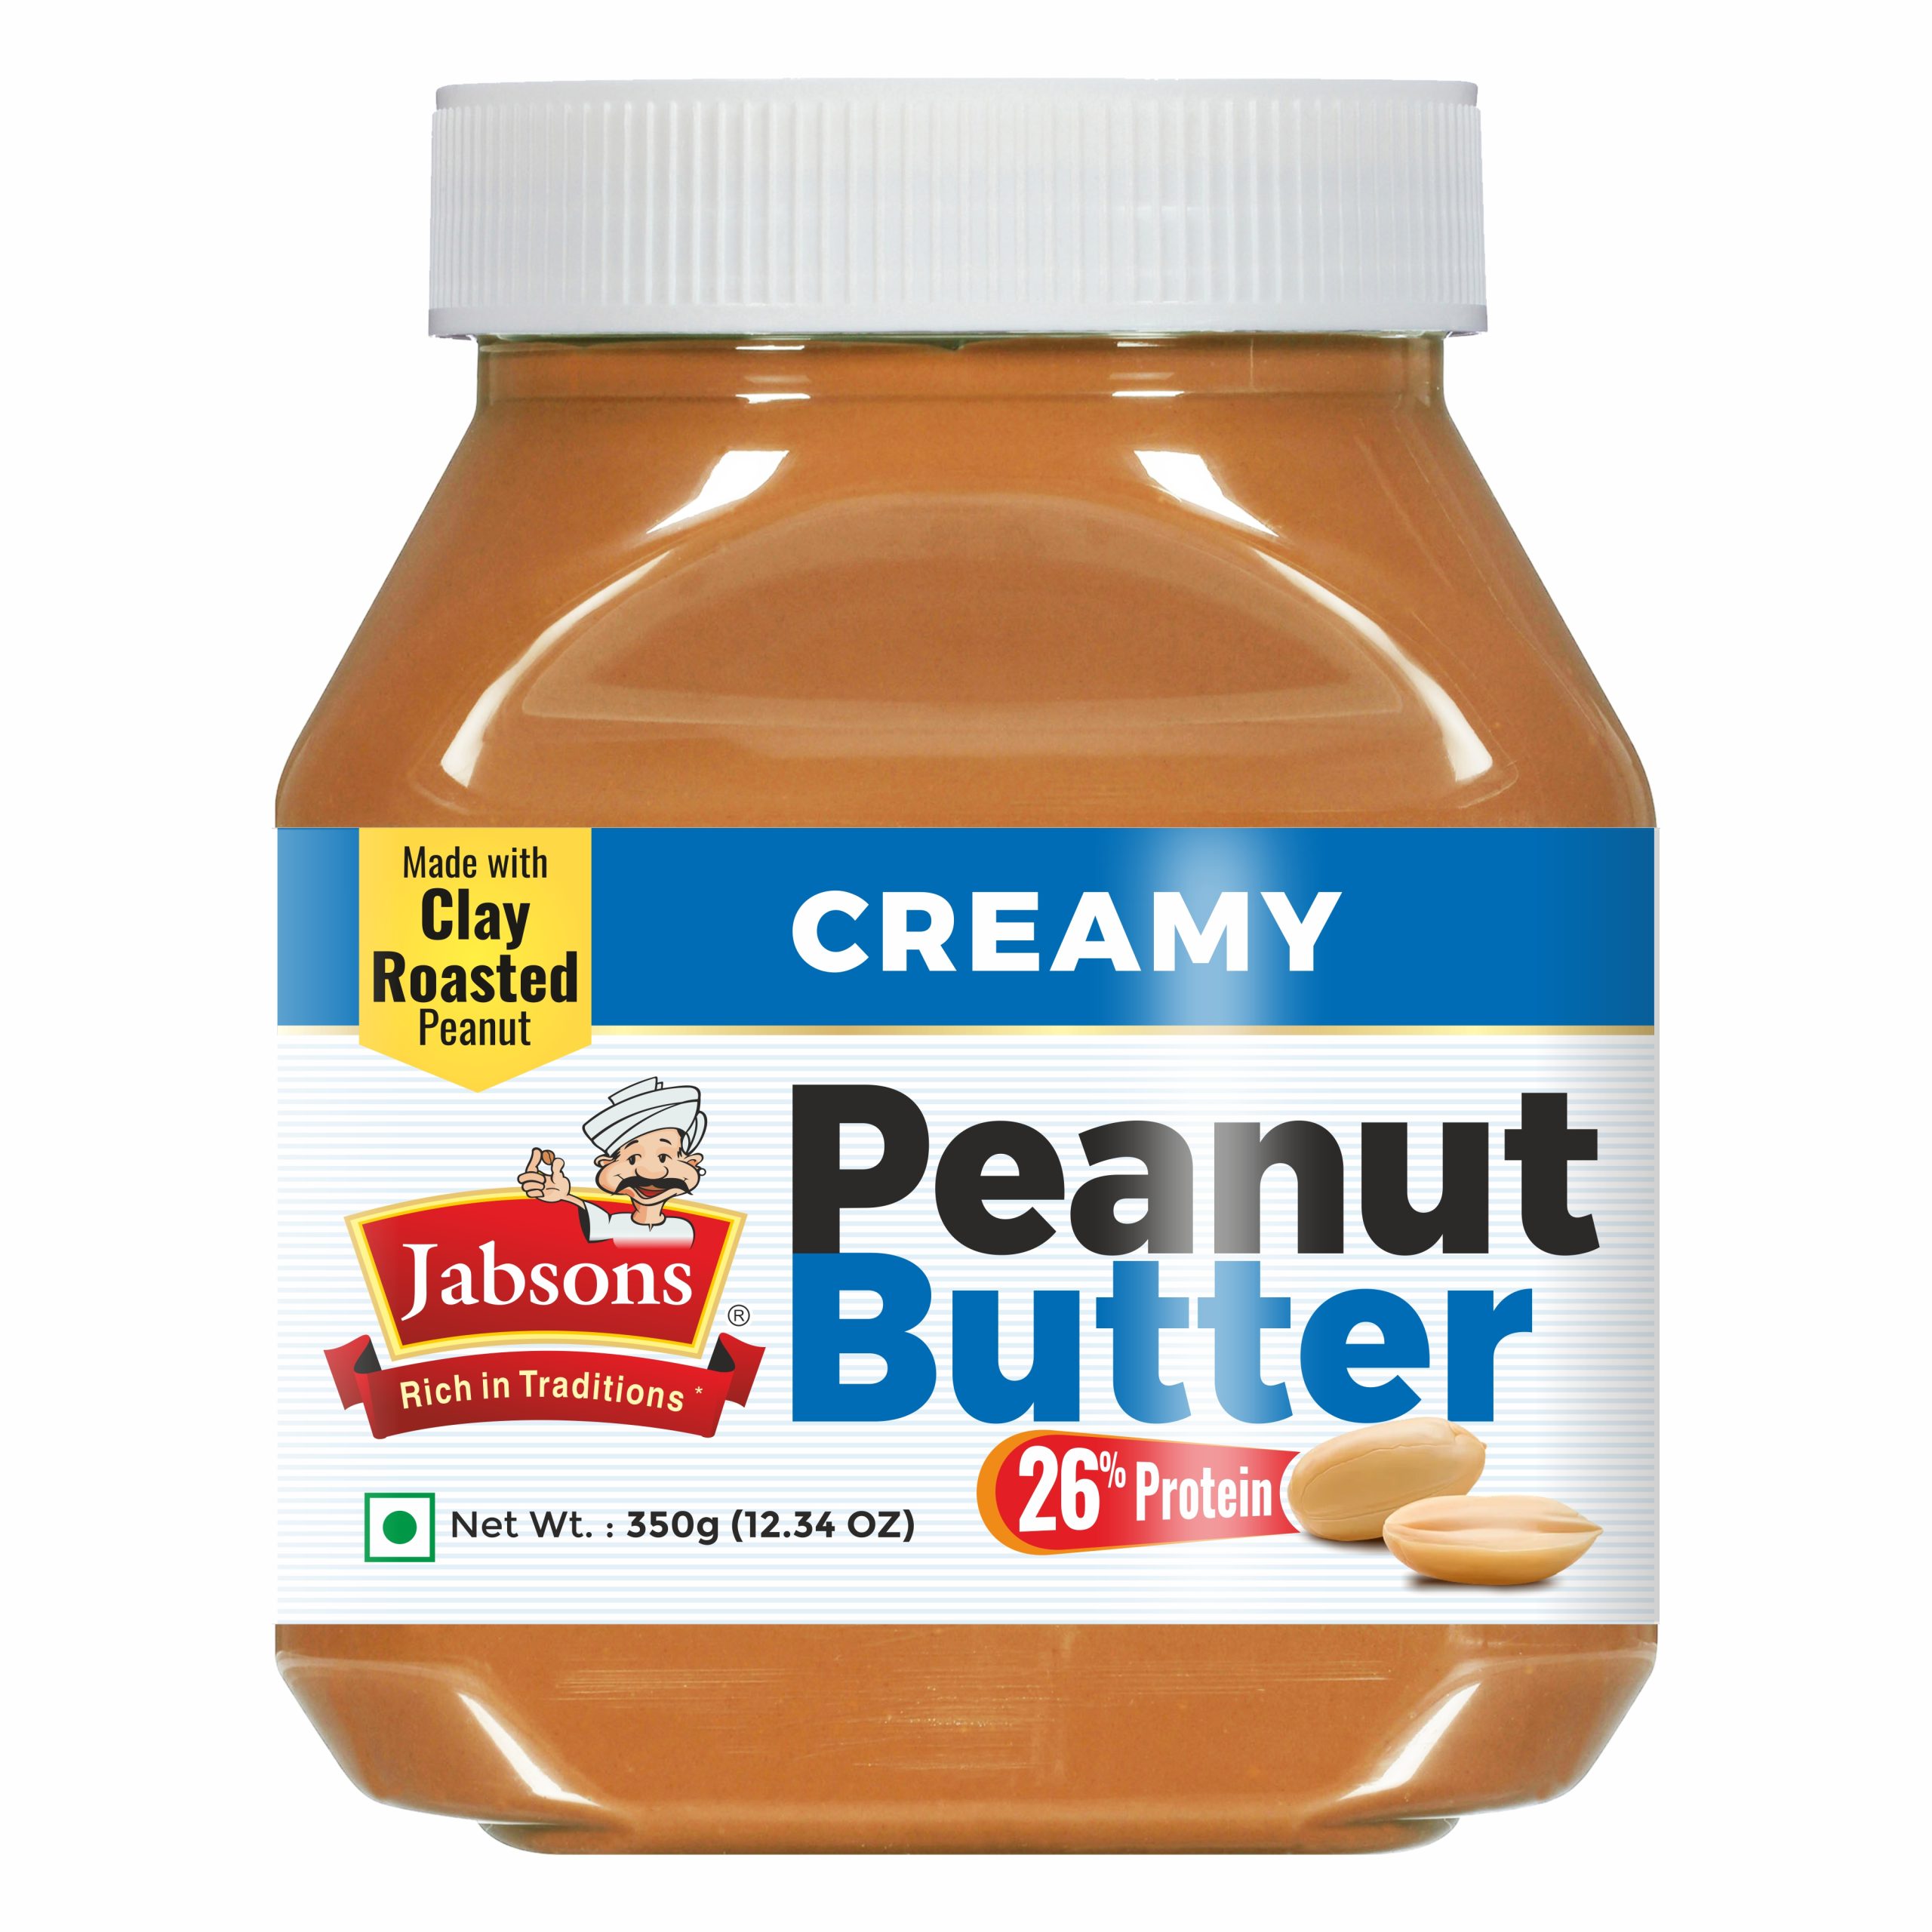 Made with
Clay
Roasted
Peanut
CREAMY
Peanut
Butter
Jabsons ®
Rich in Traditions *
26% Protein
Net Wt. : 350g (12.34 OZ)